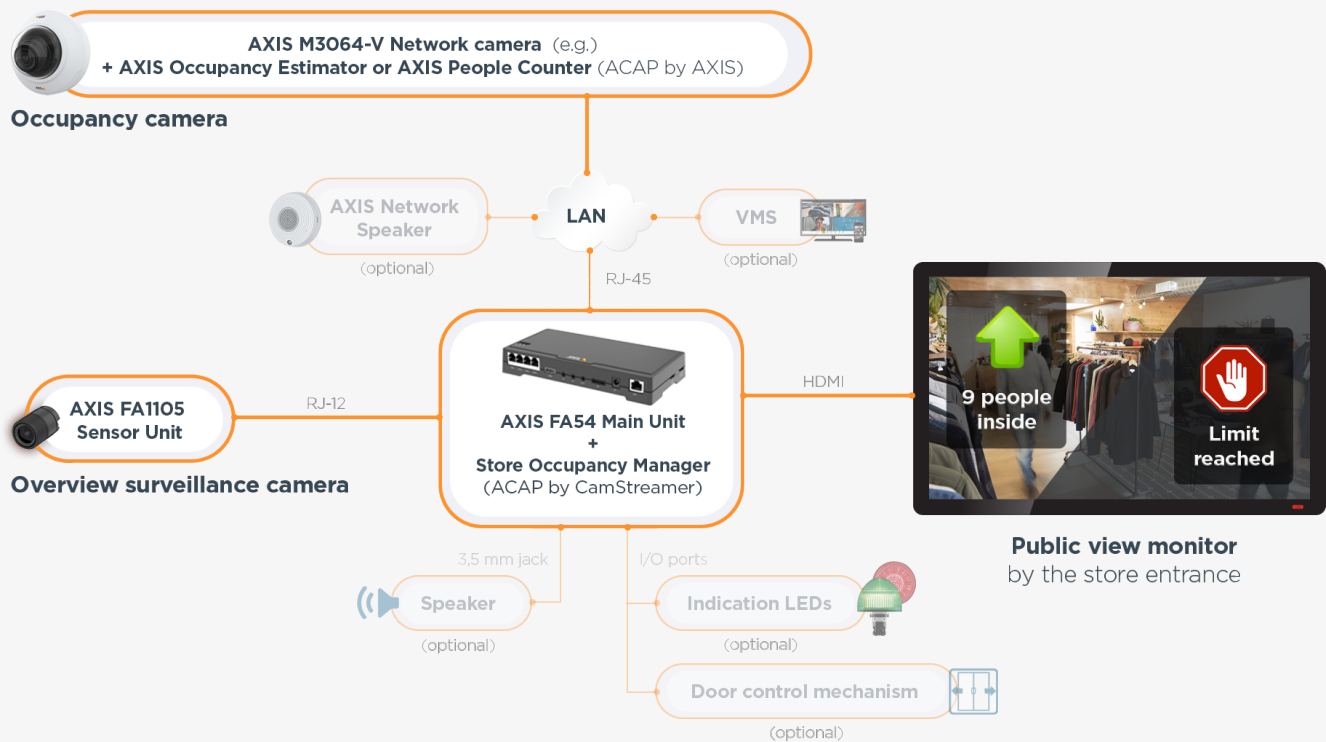 AXIS M3064-V Network camera (e.g.)
+ AXIS Occupancy Estimator or AXIS People Counter (ACAP by AXIS)
Occupancy camera
AXIS Network
Speaker
(optional)
LAN
VMS
(optional)
RJ-45
AXIS FA1105
Sensor Unit
Overview surveillance camera
RJ-12
AXIS FA54 Main Unit
+
Store Occupancy Manager
(ACAP by CamStreamer)
HDMI
9 people
inside
Limit
reached
Public view monitor
by the store entrance
3,5 mm jack
Speaker
(optional)
I/O ports
Indication LEDs
(optional)
Door control mechanism
(optional)